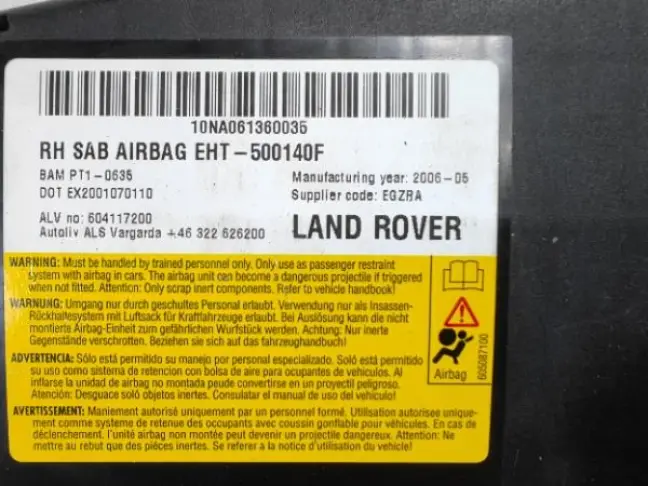 10NA061360035
RH SAB AIRBAG EHT-500140F
BAM PT1-0635 Manufacturing year: 2006-05
DOT EX2001070110 Supplier code: EGZRA
ALV no: 604117200
Autoliv ALS Vargarda +46 322 626200 LAND ROVER
WARNING: Must be handled by trained personnel only. Only use as passenger restraint
system with airbag in cars. The airbag unit can become a dangerous projectile if triggered
when not fitted. Attention: Only scrap inert components. Refer to vehicle handbook!
WARNUNG: Umgang nur durch geschultes Personal erlaubt. Verwendung nur als Insassen-
Rückhaltesystem mit Luftsack für Kraftfahrzeuge erlaubt. Bei Auslösung kann die nicht
montierte Airbag-Einheit zum gefährlichen Wurfstück werden. Achtung: Nur inerte
Gegenstände verschrotten. Beziehen sie sich auf das fahrzeughandbuch!
ADVERTENCIA: Sólo está permitido su manejo por personal especializado. Soló está permitido
su uso como sistema de retencion con bolsa de aire para ocupantes de vehículos. Al
inflarse la unidad de airbag no montada peude convertirse en un proyectil peligroso.
Atención: Desguace soló objetos inertes. Consulatar el manual de uso del vehículo!
AVERTISSEMENT: Maniement autorisé uniquement par un personnel formé. Utilisation autorisee unique-
ment comme systeme de retenue des occupants avec coussin gonflable pour véhicules. En cas de
déclenchement, l'unité airbag non montée peut devenir un projectile dangereux. Attention: Ne
mettre au rebut que des piéces inertes. Se referer a la notice d'utilisation du vehicle!
Airbag
605087100